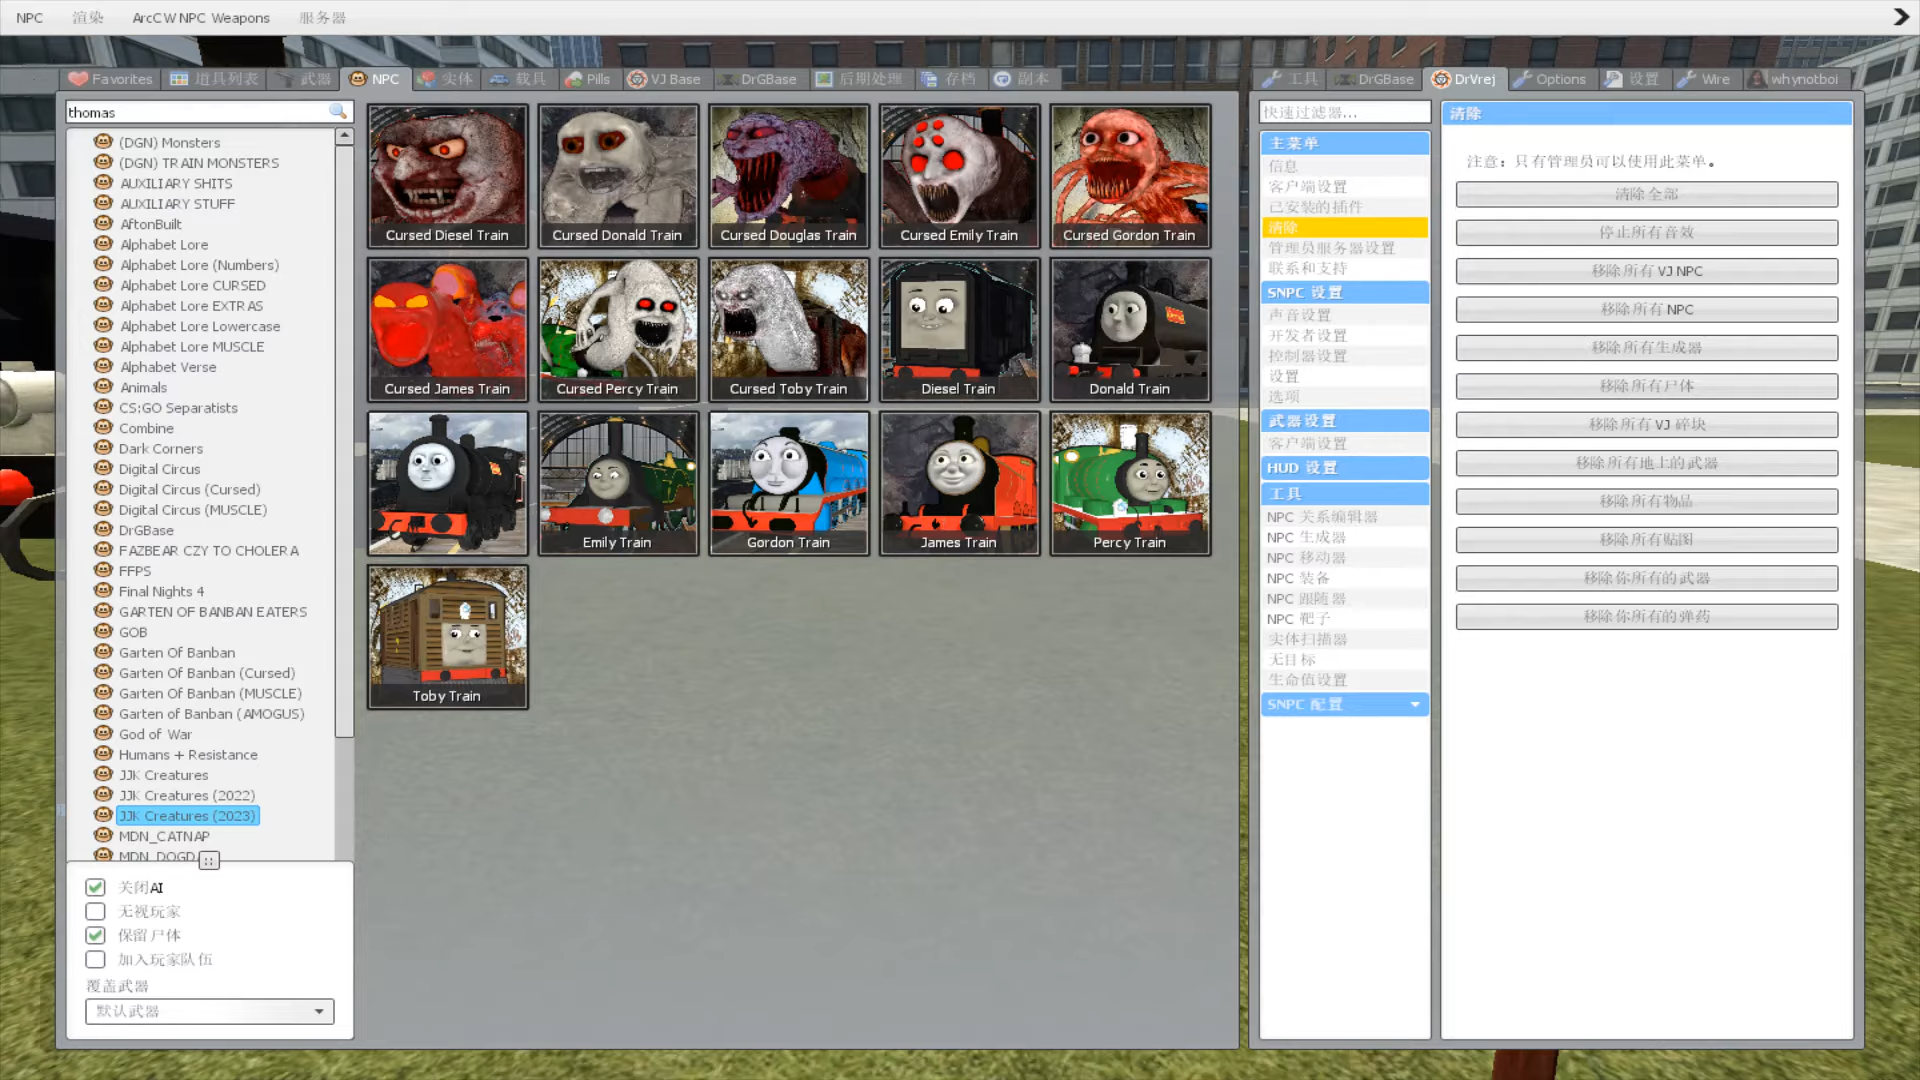 NPC 渲染 ArcCW NPC Weapons 服务器
Favorites 道具列表 武器 NPC 实体 载具 Pills VJ Base DrGBase 后期处理 存档 副本
工具 DrGBase DrVrej Options 设置 Wire whynotboi
thomas
(DGN) Monsters
(DGN) TRAIN MONSTERS
AUXILIARY SHITS
AUXILIARY STUFF
AftonBuilt
Alphabet Lore
Alphabet Lore (Numbers)
Alphabet Lore CURSED
Alphabet Lore EXTRAS
Alphabet Lore Lowercase
Alphabet Lore MUSCLE
Alphabet Verse
Animals
CS:GO Separatists
Combine
Dark Corners
Digital Circus
Digital Circus (Cursed)
Digital Circus (MUSCLE)
DrGBase
FAZBEAR CZY TO CHOLERA
FFPS
Final Nights 4
GARTEN OF BANBAN EATERS
GOB
Garten Of Banban
Garten Of Banban (Cursed)
Garten Of Banban (MUSCLE)
Garten of Banban (AMOGUS)
God of War
Humans + Resistance
JJK Creatures
JJK Creatures (2022)
JJK Creatures (2023)
MDN_CATNAP
MDN_DOGD
关闭AI
无视玩家
保留尸体
加入玩家队伍
覆盖武器
默认武器
Cursed Diesel Train
Cursed Donald Train
Cursed Douglas Train
Cursed Emily Train
Cursed Gordon Train
Cursed James Train
Cursed Percy Train
Cursed Toby Train
Diesel Train
Donald Train
Emily Train
Gordon Train
James Train
Percy Train
Toby Train
快速过滤器...
主菜单
信息
客户端设置
已安装的插件
清除
管理员服务器设置
联系和支持
SNPC 设置
声音设置
开发者设置
控制器设置
设置
选项
武器设置
客户端设置
HUD 设置
工具
NPC 关系编辑器
NPC 生成器
NPC 移动器
NPC 装备
NPC 跟随器
NPC 靶子
实体扫描器
无目标
生命值设置
SNPC 配置
清除
注意：只有管理员可以使用此菜单。
清除全部
停止所有音效
移除所有 VJ NPC
移除所有 NPC
移除所有生成器
移除所有尸体
移除所有 VJ 碎块
移除所有地上的武器
移除所有物品
移除所有贴图
移除你所有的武器
移除你所有的弹药